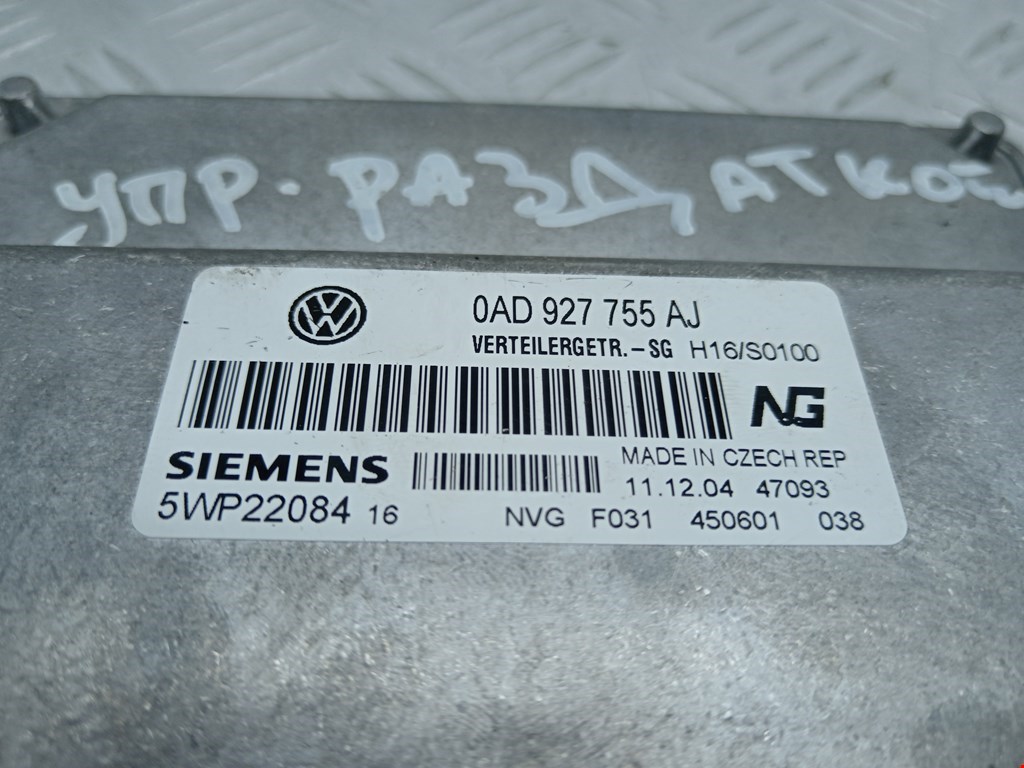 УПР. РАЗДАТКОЙ
0AD 927 755 AJ
VERTEILERGETR.-SG H16/S0100
NG
SIEMENS
MADE IN CZECH REP
11.12.04 47093
5WP22084 16
NVG F031 450601 038